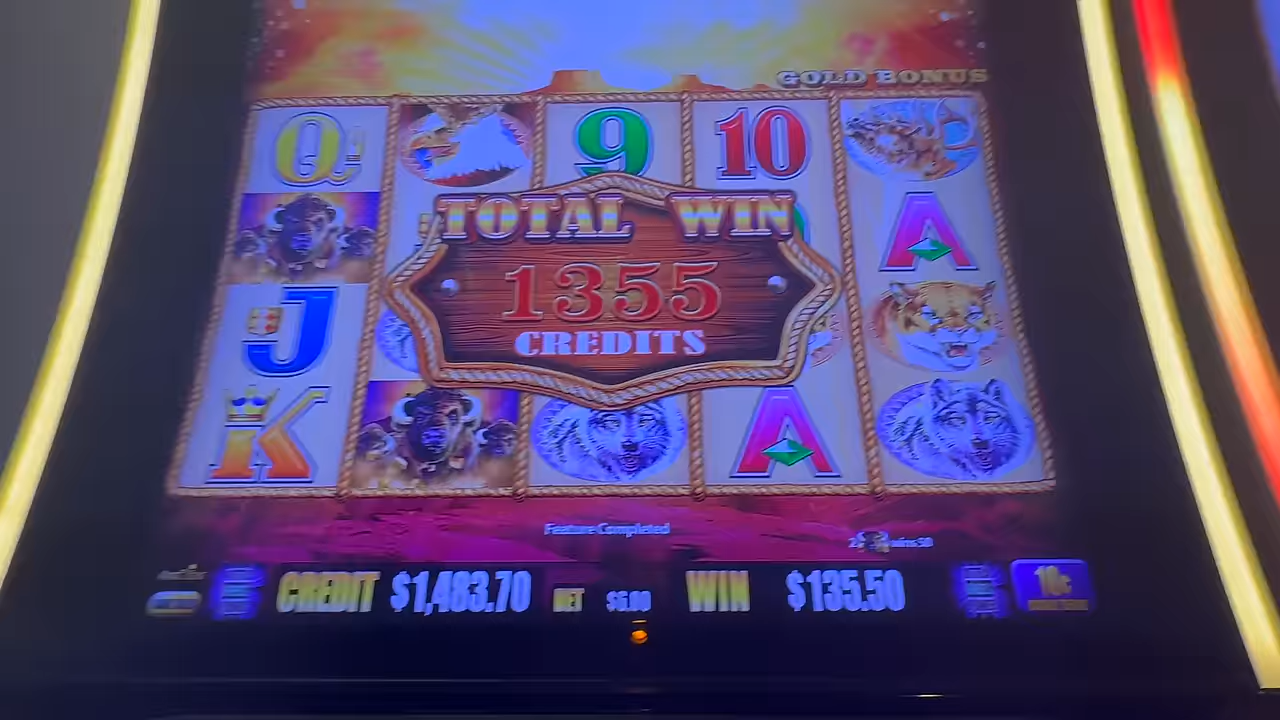 GOLD BONUS
Q 9 10
A
TOTAL WIN
1355
CREDITS
J
K A
Feature Completed
CREDIT $1,483.70 BET $5.00 WIN $135.50 10¢